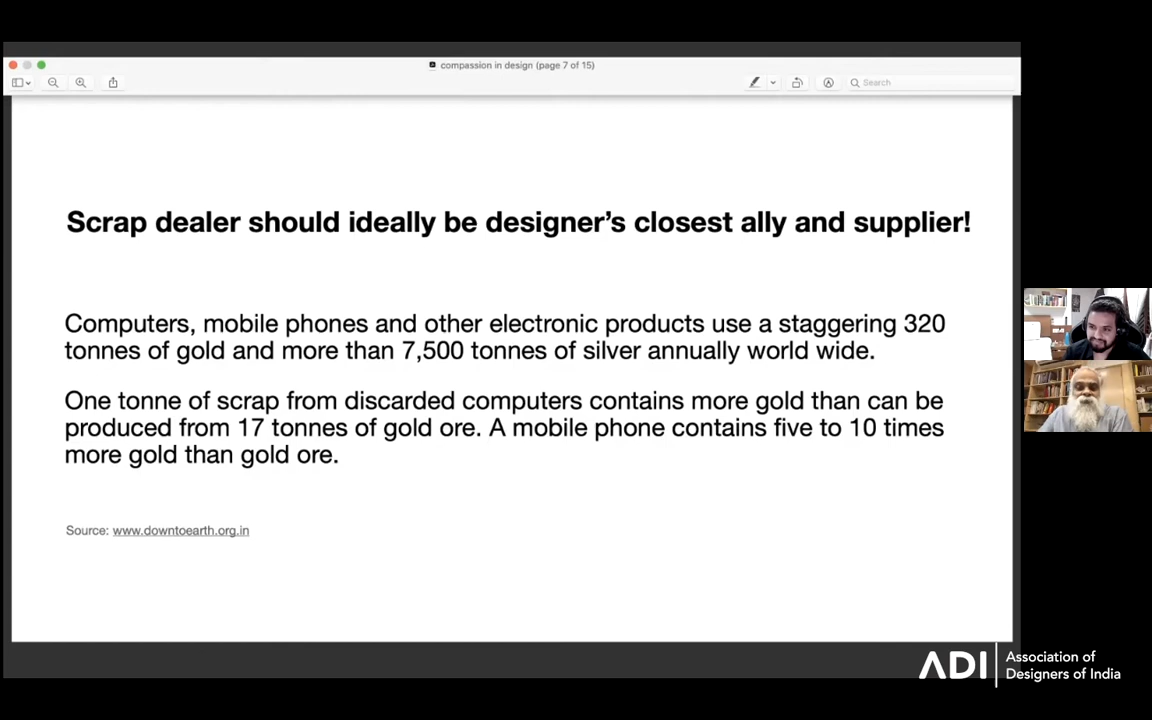 compassion in design (page 7 of 15)
Search
Scrap dealer should ideally be designer's closest ally and supplier!
Computers, mobile phones and other electronic products use a staggering 320
tonnes of gold and more than 7,500 tonnes of silver annually world wide.
One tonne of scrap from discarded computers contains more gold than can be
produced from 17 tonnes of gold ore. A mobile phone contains five to 10 times
more gold than gold ore.
Source: www.downtoearth.org.in
ADI
Association of
Designers of India